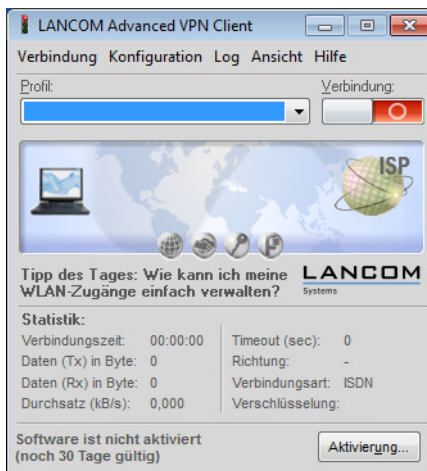 LANCOM Advanced VPN Client
Verbindung Konfiguration Log Ansicht Hilfe
Profil: Verbindung:
ISP
Tipp des Tages: Wie kann ich meine
WLAN-Zugänge einfach verwalten?
LANCOM
Systems
Statistik:
Verbindungszeit: 00:00:00 Timeout (sec): 0
Daten (Tx) in Byte: 0 Richtung: -
Daten (Rx) in Byte: 0 Verbindungsart: ISDN
Durchsatz (kB/s): 0,000 Verschlüsselung:
Software ist nicht aktiviert
(noch 30 Tage gültig)
Aktivierung...